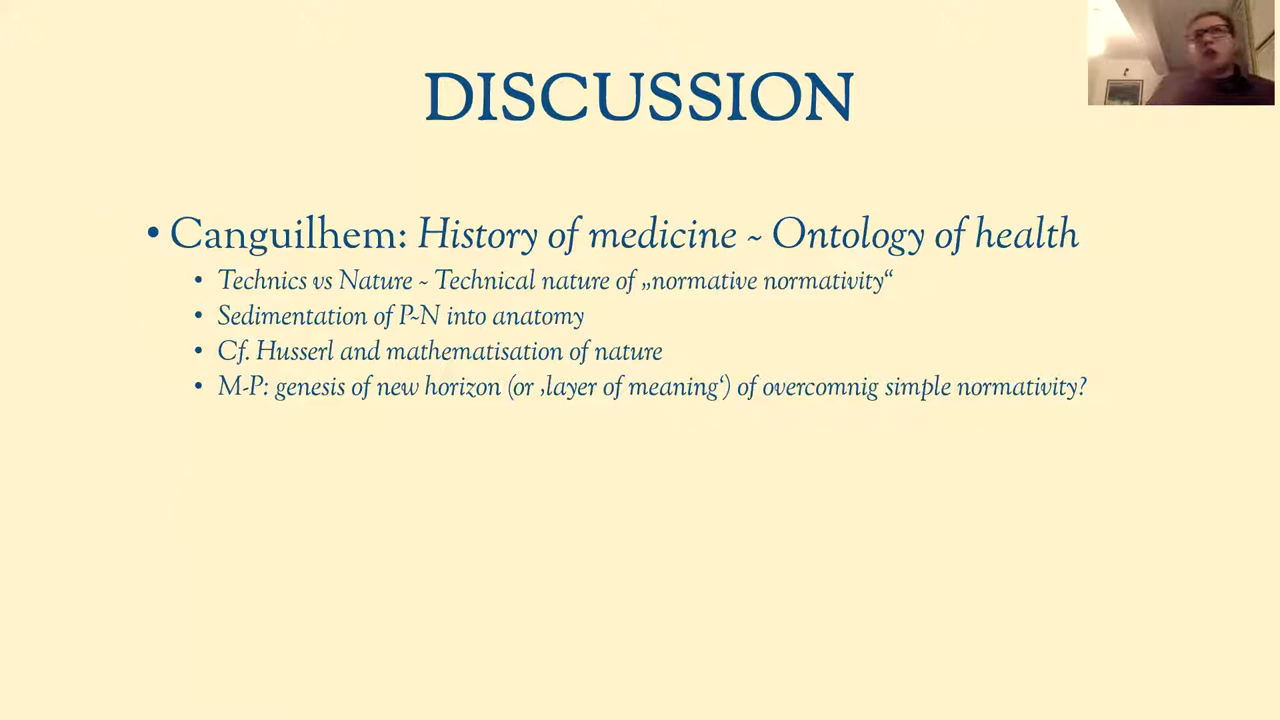 DISCUSSION
• Canguilhem: History of medicine ~ Ontology of health
• Technics vs Nature ~ Technical nature of „normative normativity“
• Sedimentation of P~N into anatomy
• Cf. Husserl and mathematisation of nature
• M-P: genesis of new horizon (or ‚layer of meaning‘) of overcomnig simple normativity?